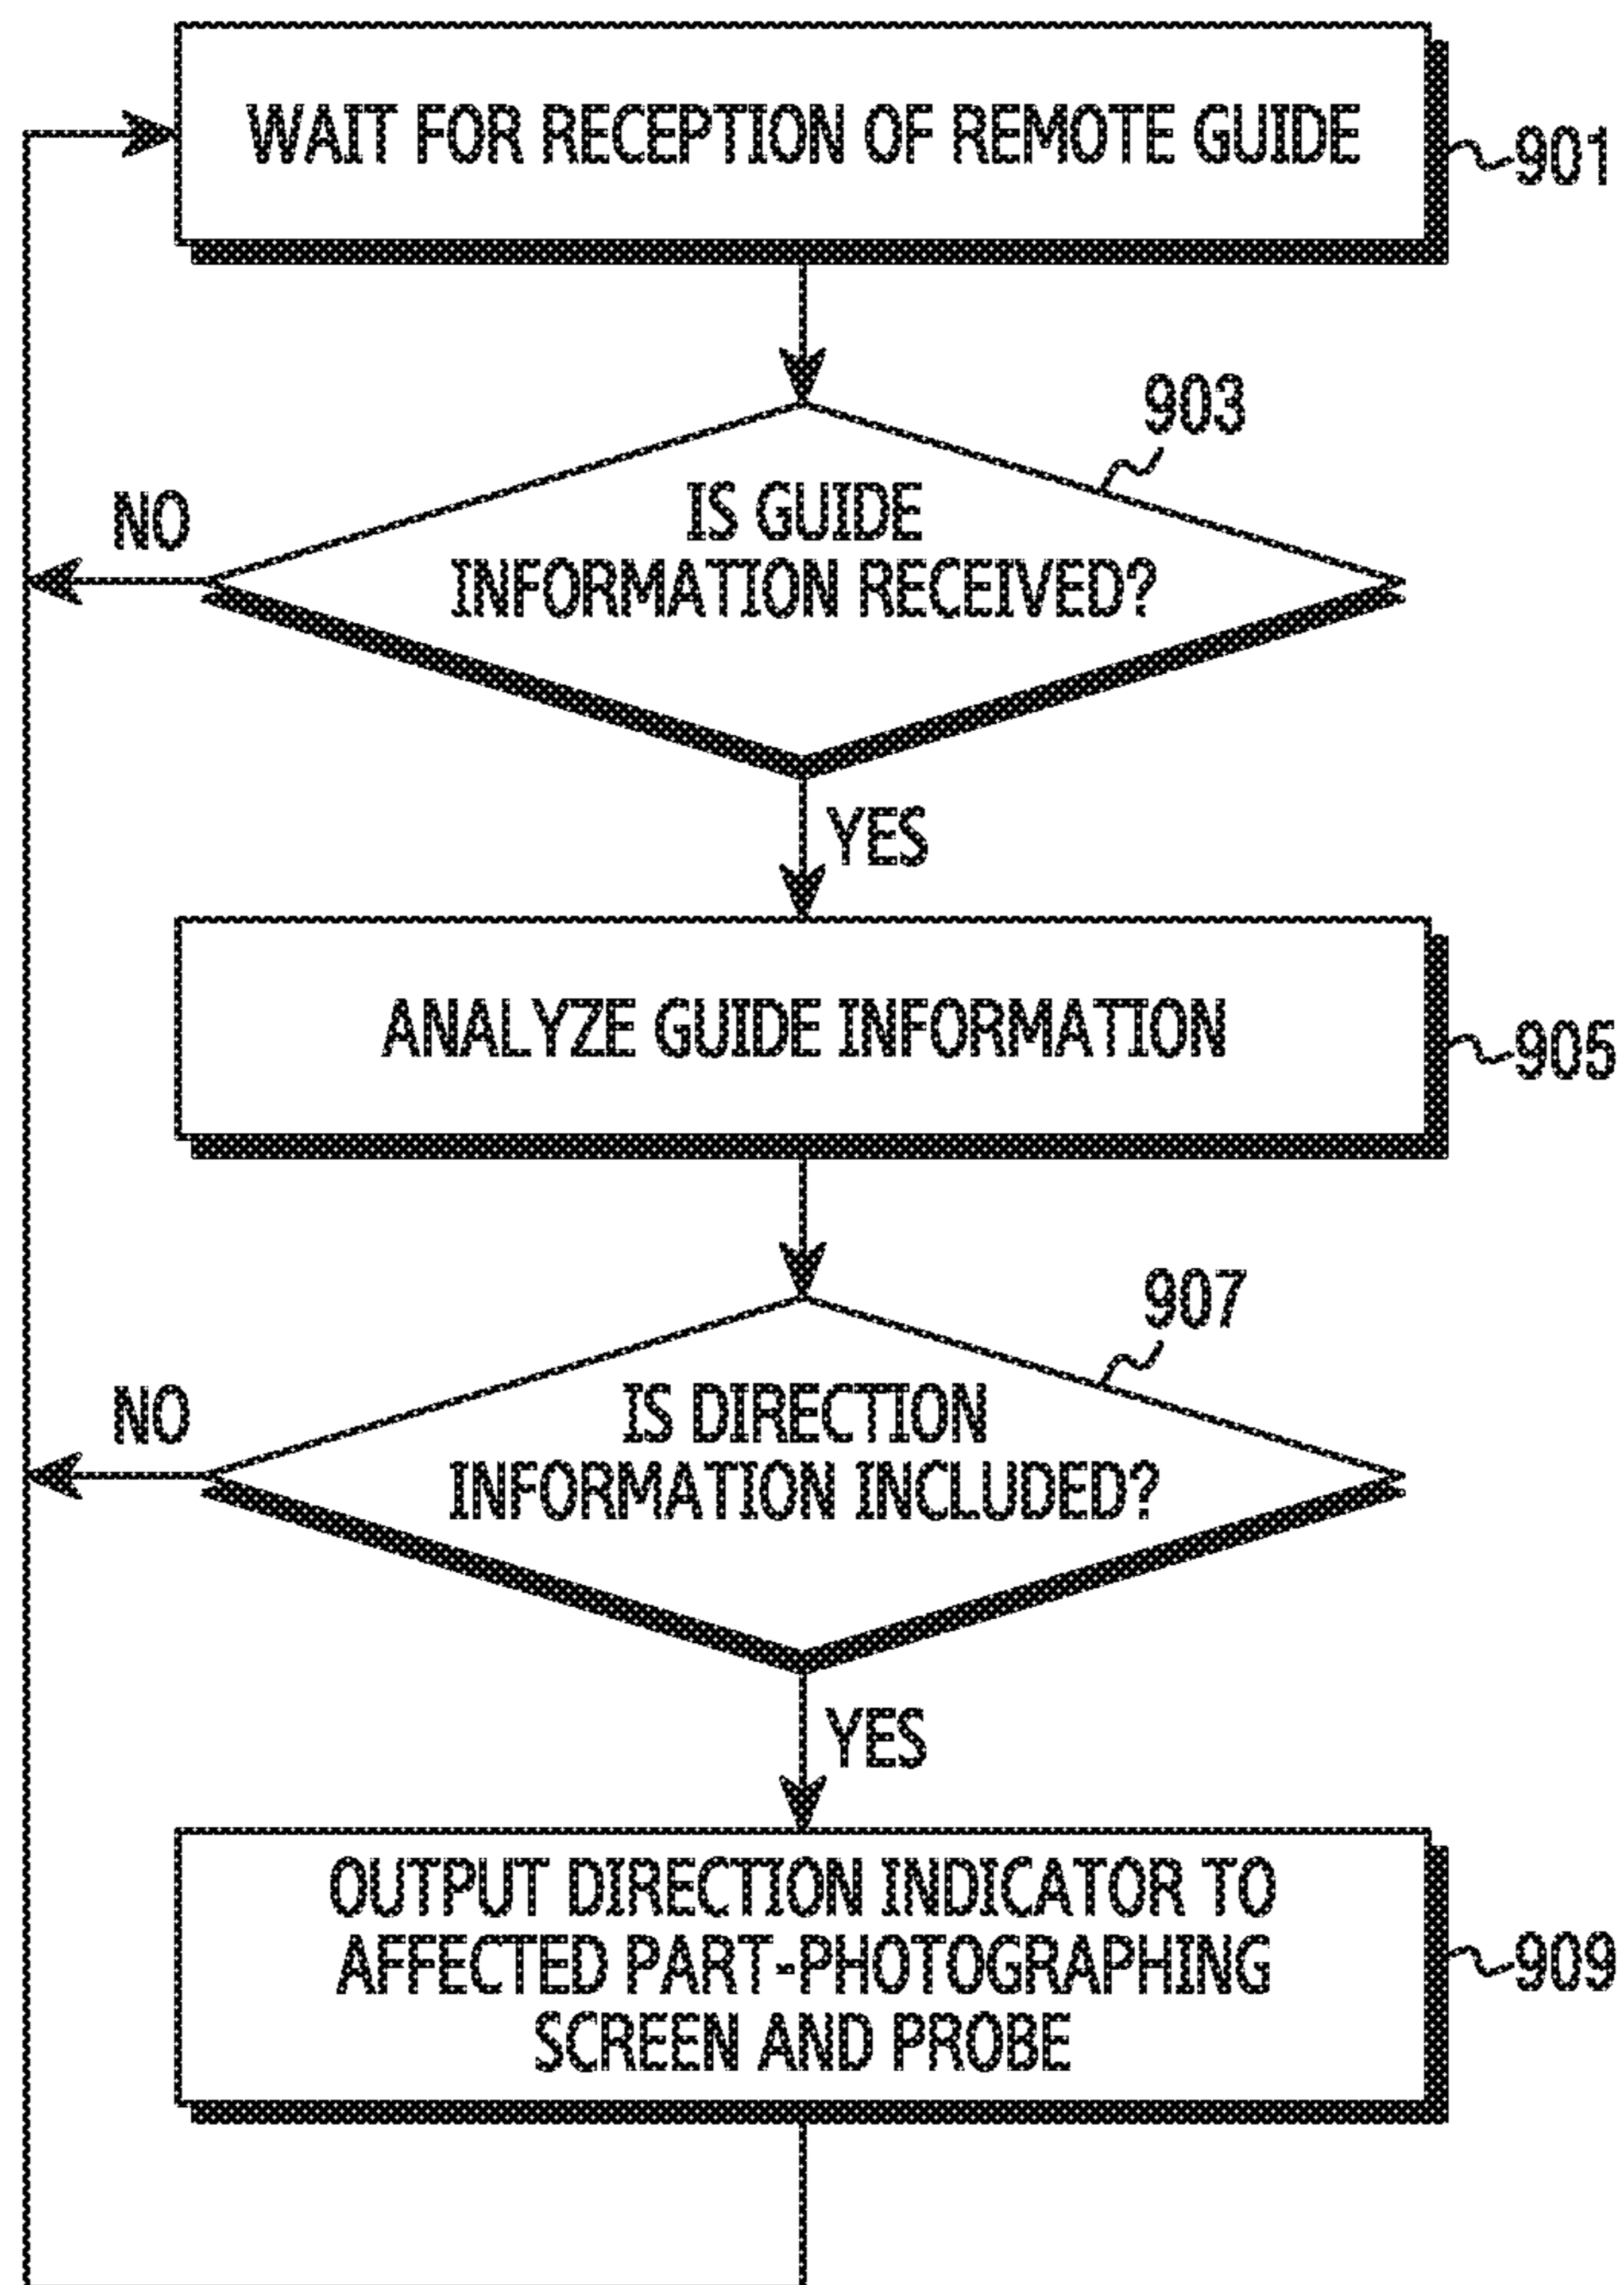 WAIT FOR RECEPTION OF REMOTE GUIDE
901
903
IS GUIDE
INFORMATION RECEIVED?
NO
YES
ANALYZE GUIDE INFORMATION
905
907
IS DIRECTION
INFORMATION INCLUDED?
NO
YES
OUTPUT DIRECTION INDICATOR TO
AFFECTED PART-PHOTOGRAPHING
SCREEN AND PROBE
909